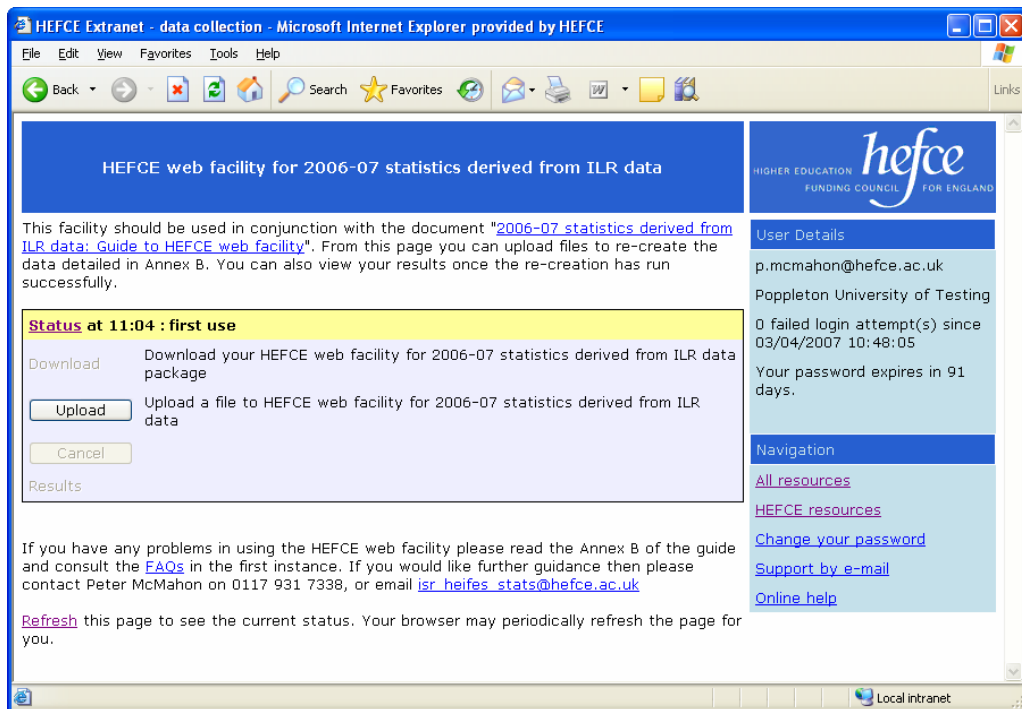 HEFCE Extranet - data collection - Microsoft Internet Explorer provided by HEFCE
File Edit View Favorites Tools Help
Back Search Favorites Links
HEFCE web facility for 2006-07 statistics derived from ILR data
HIGHER EDUCATION hefce
FUNDING COUNCIL FOR ENGLAND
This facility should be used in conjunction with the document "2006-07 statistics derived from
ILR data: Guide to HEFCE web facility". From this page you can upload files to re-create the
data detailed in Annex B. You can also view your results once the re-creation has run
successfully.
Status at 11:04 : first use
Download
Download your HEFCE web facility for 2006-07 statistics derived from ILR data
package
Upload
Upload a file to HEFCE web facility for 2006-07 statistics derived from ILR
data
Cancel
Results
If you have any problems in using the HEFCE web facility please read the Annex B of the guide
and consult the FAQs in the first instance. If you would like further guidance then please
contact Peter McMahon on 0117 931 7338, or email isr_heifes_stats@hefce.ac.uk
Refresh this page to see the current status. Your browser may periodically refresh the page for
you.
User Details
p.mcmahon@hefce.ac.uk
Poppleton University of Testing
0 failed login attempt(s) since
03/04/2007 10:48:05
Your password expires in 91
days.
Navigation
All resources
HEFCE resources
Change your password
Support by e-mail
Online help
Local intranet